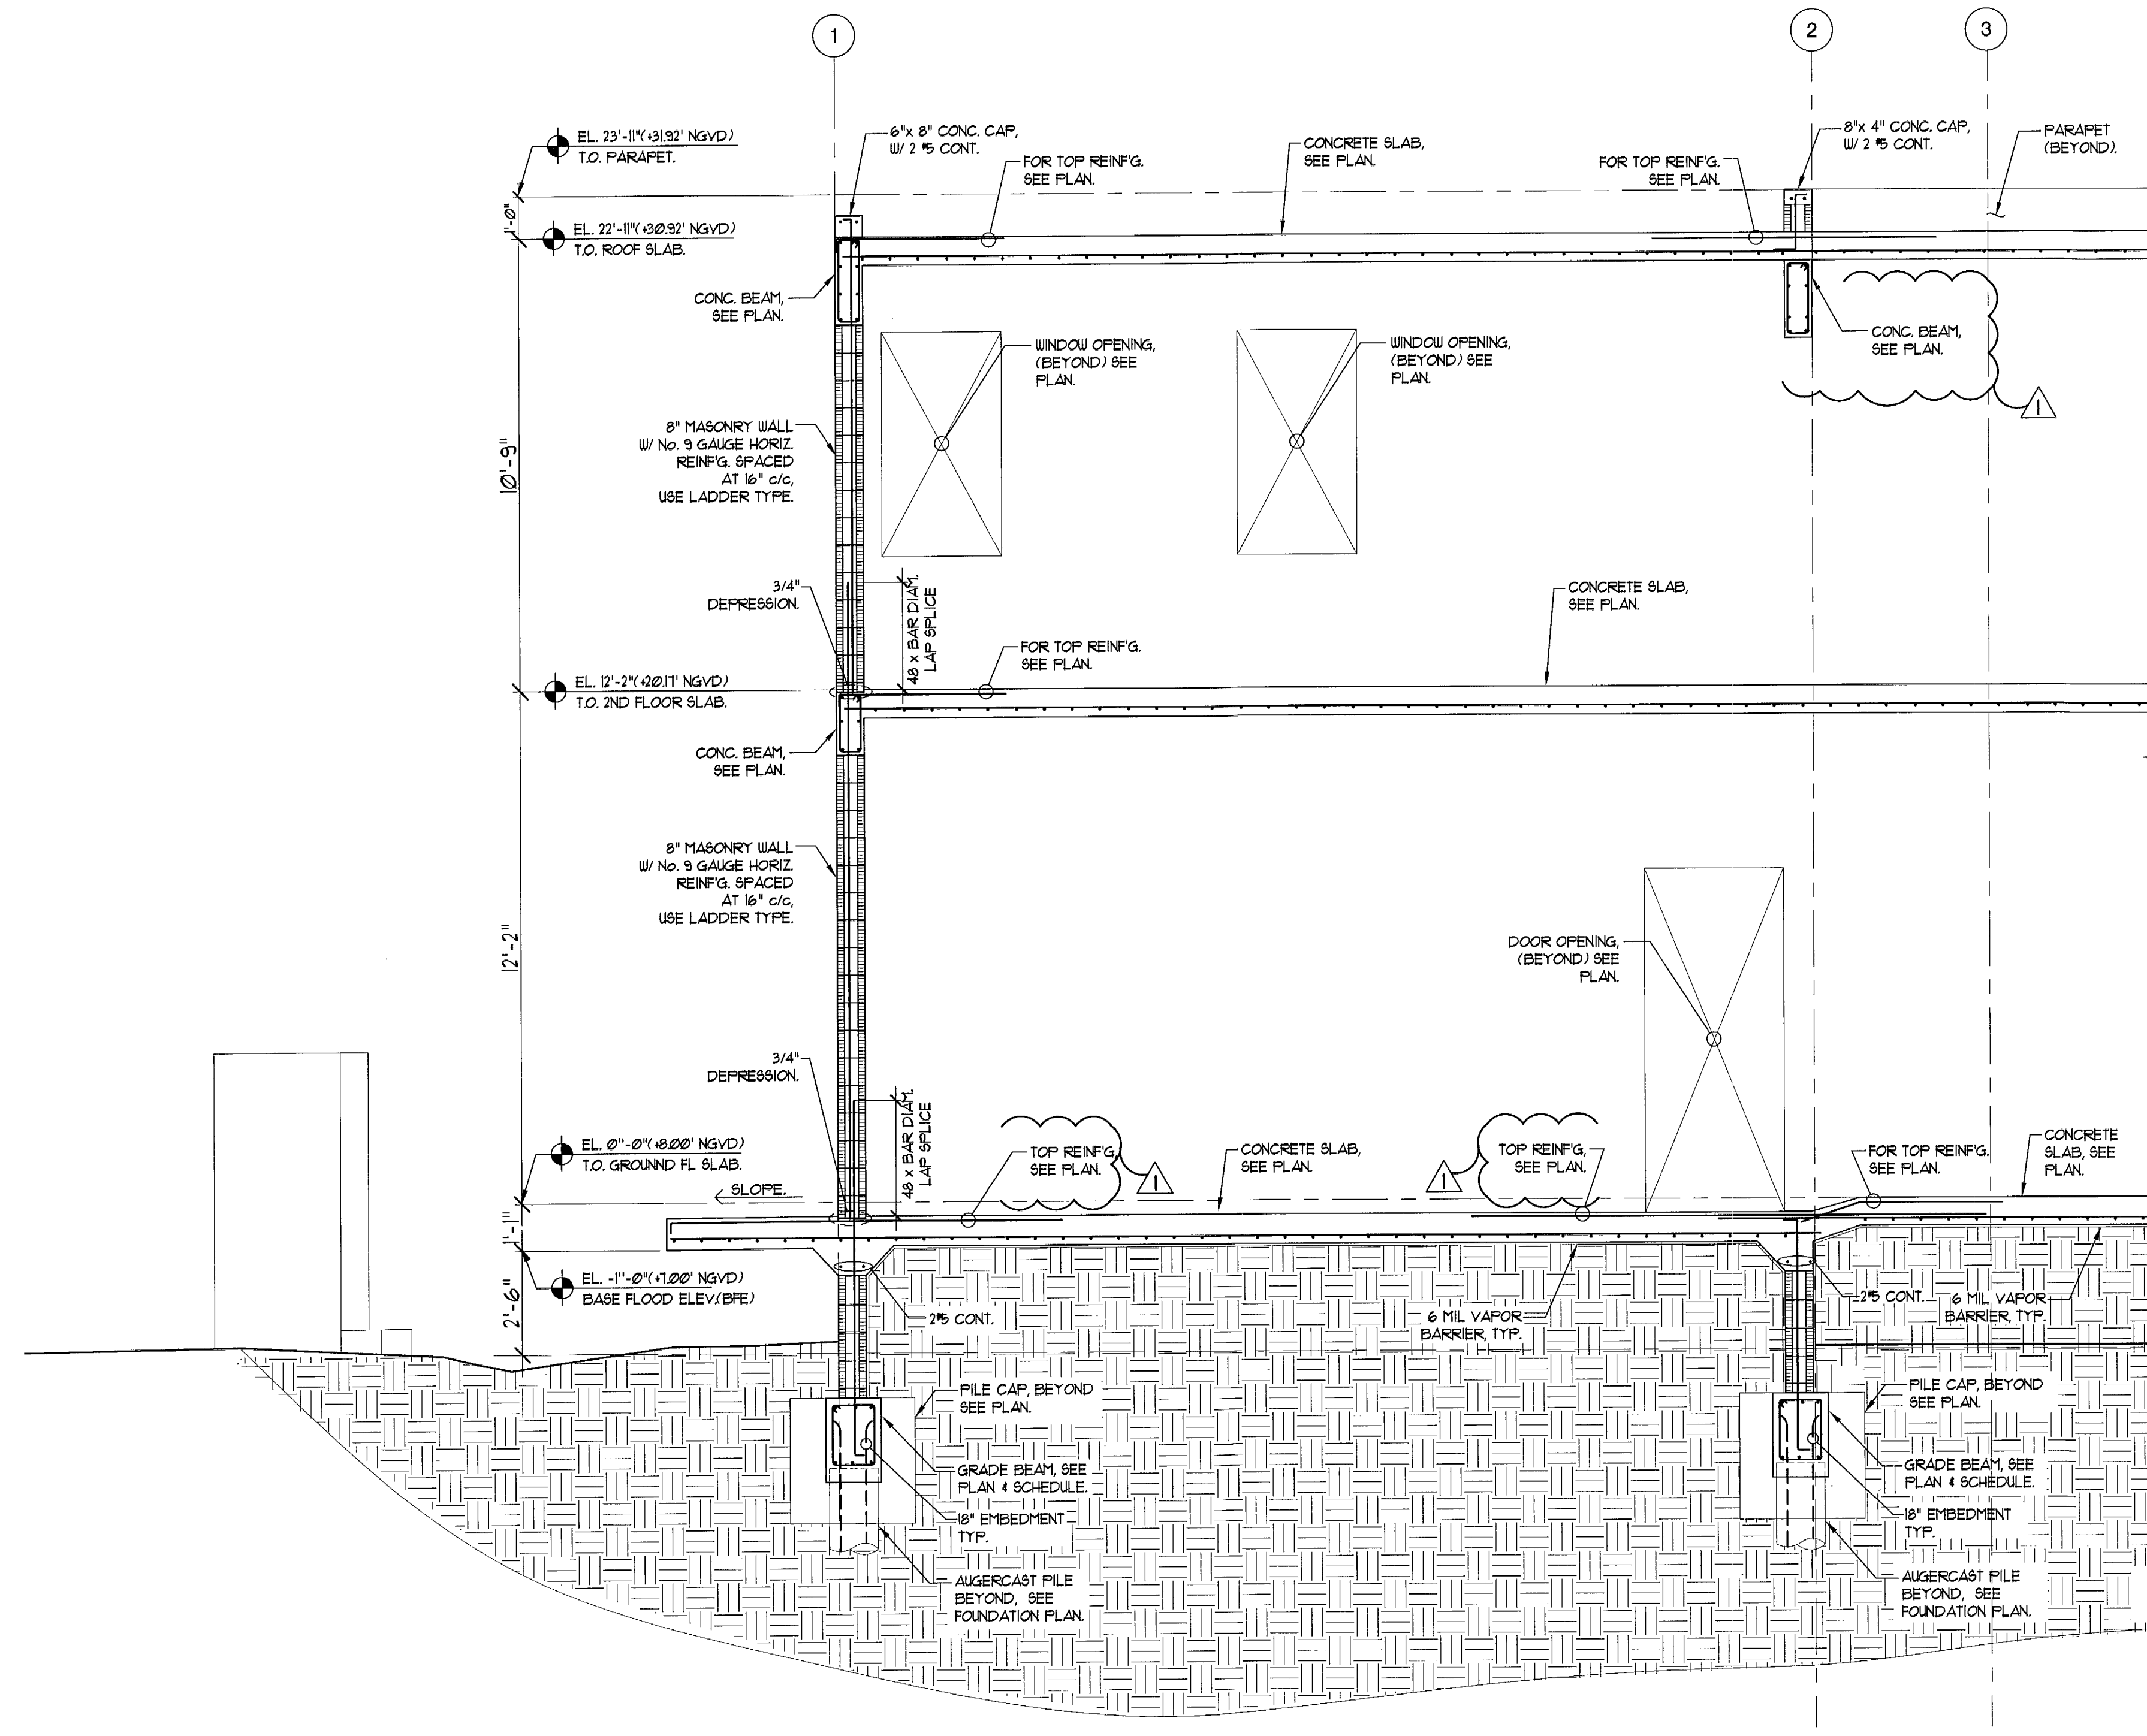 1
2
3
EL. 23'-11"(+31.92' NGVD)
T.O. PARAPET.
6"x 8" CONC. CAP,
W/ 2 #5 CONT.
FOR TOP REINF'G.
SEE PLAN.
CONCRETE SLAB,
SEE PLAN.
FOR TOP REINF'G.
SEE PLAN.
8"x 4" CONC. CAP,
W/ 2 #5 CONT.
PARAPET
(BEYOND).
1'-0"
EL. 22'-11"(+30.92' NGVD)
T.O. ROOF SLAB.
CONC. BEAM,
SEE PLAN.
WINDOW OPENING,
(BEYOND) SEE
PLAN.
WINDOW OPENING,
(BEYOND) SEE
PLAN.
CONC. BEAM,
SEE PLAN.
1
10'-9"
8" MASONRY WALL
W/ No. 9 GAUGE HORIZ.
REINF'G. SPACED
AT 16" c/c,
USE LADDER TYPE.
3/4"
DEPRESSION.
48 x BAR DIAM.
LAP SPLICE
CONCRETE SLAB,
SEE PLAN.
FOR TOP REINF'G.
SEE PLAN.
EL. 12'-2"(+20.17' NGVD)
T.O. 2ND FLOOR SLAB.
CONC. BEAM,
SEE PLAN.
8" MASONRY WALL
W/ No. 9 GAUGE HORIZ.
REINF'G. SPACED
AT 16" c/c,
USE LADDER TYPE.
12'-2"
DOOR OPENING,
(BEYOND) SEE
PLAN.
3/4"
DEPRESSION.
48 x BAR DIAM.
LAP SPLICE
EL. 0''-0"(+8.00' NGVD)
T.O. GROUNND FL SLAB.
SLOPE.
TOP REINF'G,
SEE PLAN.
1
CONCRETE SLAB,
SEE PLAN.
1
TOP REINF'G,
SEE PLAN.
FOR TOP REINF'G.
SEE PLAN.
CONCRETE
SLAB, SEE
PLAN.
1'-1"
EL. -1''-0"(+7.00' NGVD)
BASE FLOOD ELEV.(BFE)
2'-6"
2#5 CONT.
6 MIL VAPOR
BARRIER, TYP.
2#5 CONT.
6 MIL VAPOR
BARRIER, TYP.
PILE CAP, BEYOND
SEE PLAN.
PILE CAP, BEYOND
SEE PLAN.
GRADE BEAM, SEE
PLAN & SCHEDULE.
GRADE BEAM, SEE
PLAN & SCHEDULE.
18" EMBEDMENT
TYP.
18" EMBEDMENT
TYP.
AUGERCAST PILE
BEYOND, SEE
FOUNDATION PLAN.
AUGERCAST PILE
BEYOND, SEE
FOUNDATION PLAN.